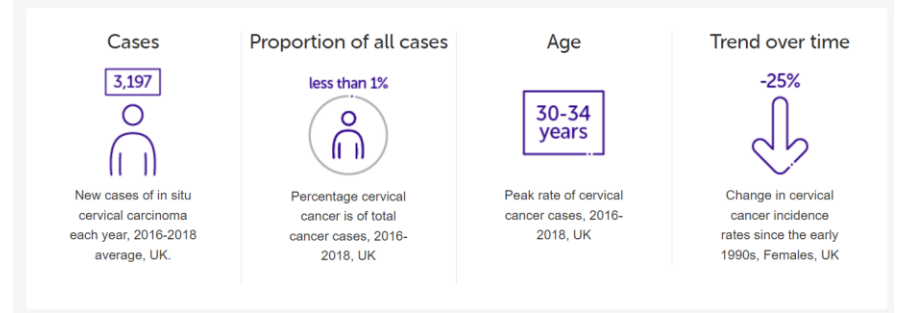 Cases
3,197
New cases of in situ
cervical carcinoma
each year, 2016-2018
average, UK.
Proportion of all cases
less than 1%
Percentage cervical
cancer is of total
cancer cases, 2016-
2018, UK
Age
30-34
years
Peak rate of cervical
cancer cases, 2016-
2018, UK
Trend over time
-25%
Change in cervical
cancer incidence
rates since the early
1990s, Females, UK